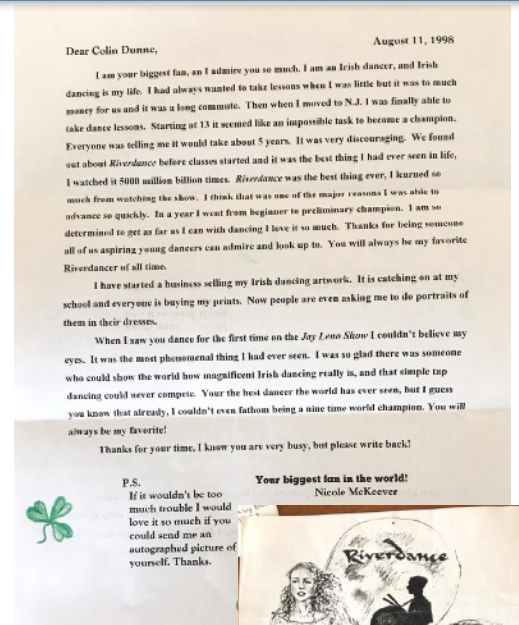 August 11, 1998
Dear Colin Dunne,
I am your biggest fan, an I admire you so much. I am an Irish dancer, and Irish
dancing is my life. I had always wanted to take lessons when I was little but it was to much
money for us and it was a long commute. Then when I moved to N.J. I was finally able to
take dance lessons. Starting at 13 it seemed like an impossible task to become a champion.
Everyone was telling me it would take about 5 years. It was very discouraging. We found
out about Riverdance before classes started and it was the best thing I had ever seen in life,
I watched it 5000 million billion times. Riverdance was the best thing ever, I learned so
much from watching the show. I think that was one of the major reasons I was able to
advance so quickly. In a year I went from beginner to preliminary champion. I am so
determined to get as far as I can with dancing I love it so much. Thanks for being someone
all of us aspiring young dancers can admire and look up to. You will always be my favorite
Riverdancer of all time.
I have started a business selling my Irish dancing artwork. It is catching on at my
school and everyone is buying my prints. Now people are even asking me to do portraits of
them in their dresses.
When I saw you dance for the first time on the Jay Leno Show I couldn't believe my
eyes. It was the most phenomenal thing I had ever seen. I was so glad there was someone
who could show the world how magnificent Irish dancing really is, and that simple tap
dancing could never compete. Your the best dancer the world has ever seen, but I guess
you know that already, I couldn't even fathom being a nine time world champion. You will
always be my favorite!
Thanks for your time, I know you are very busy, but please write back!
Your biggest fan in the world!
Nicole McKeever
P.S.
If it wouldn't be too
much trouble I would
love it so much if you
could send me an
autographed picture of
yourself. Thanks.
Riverdance